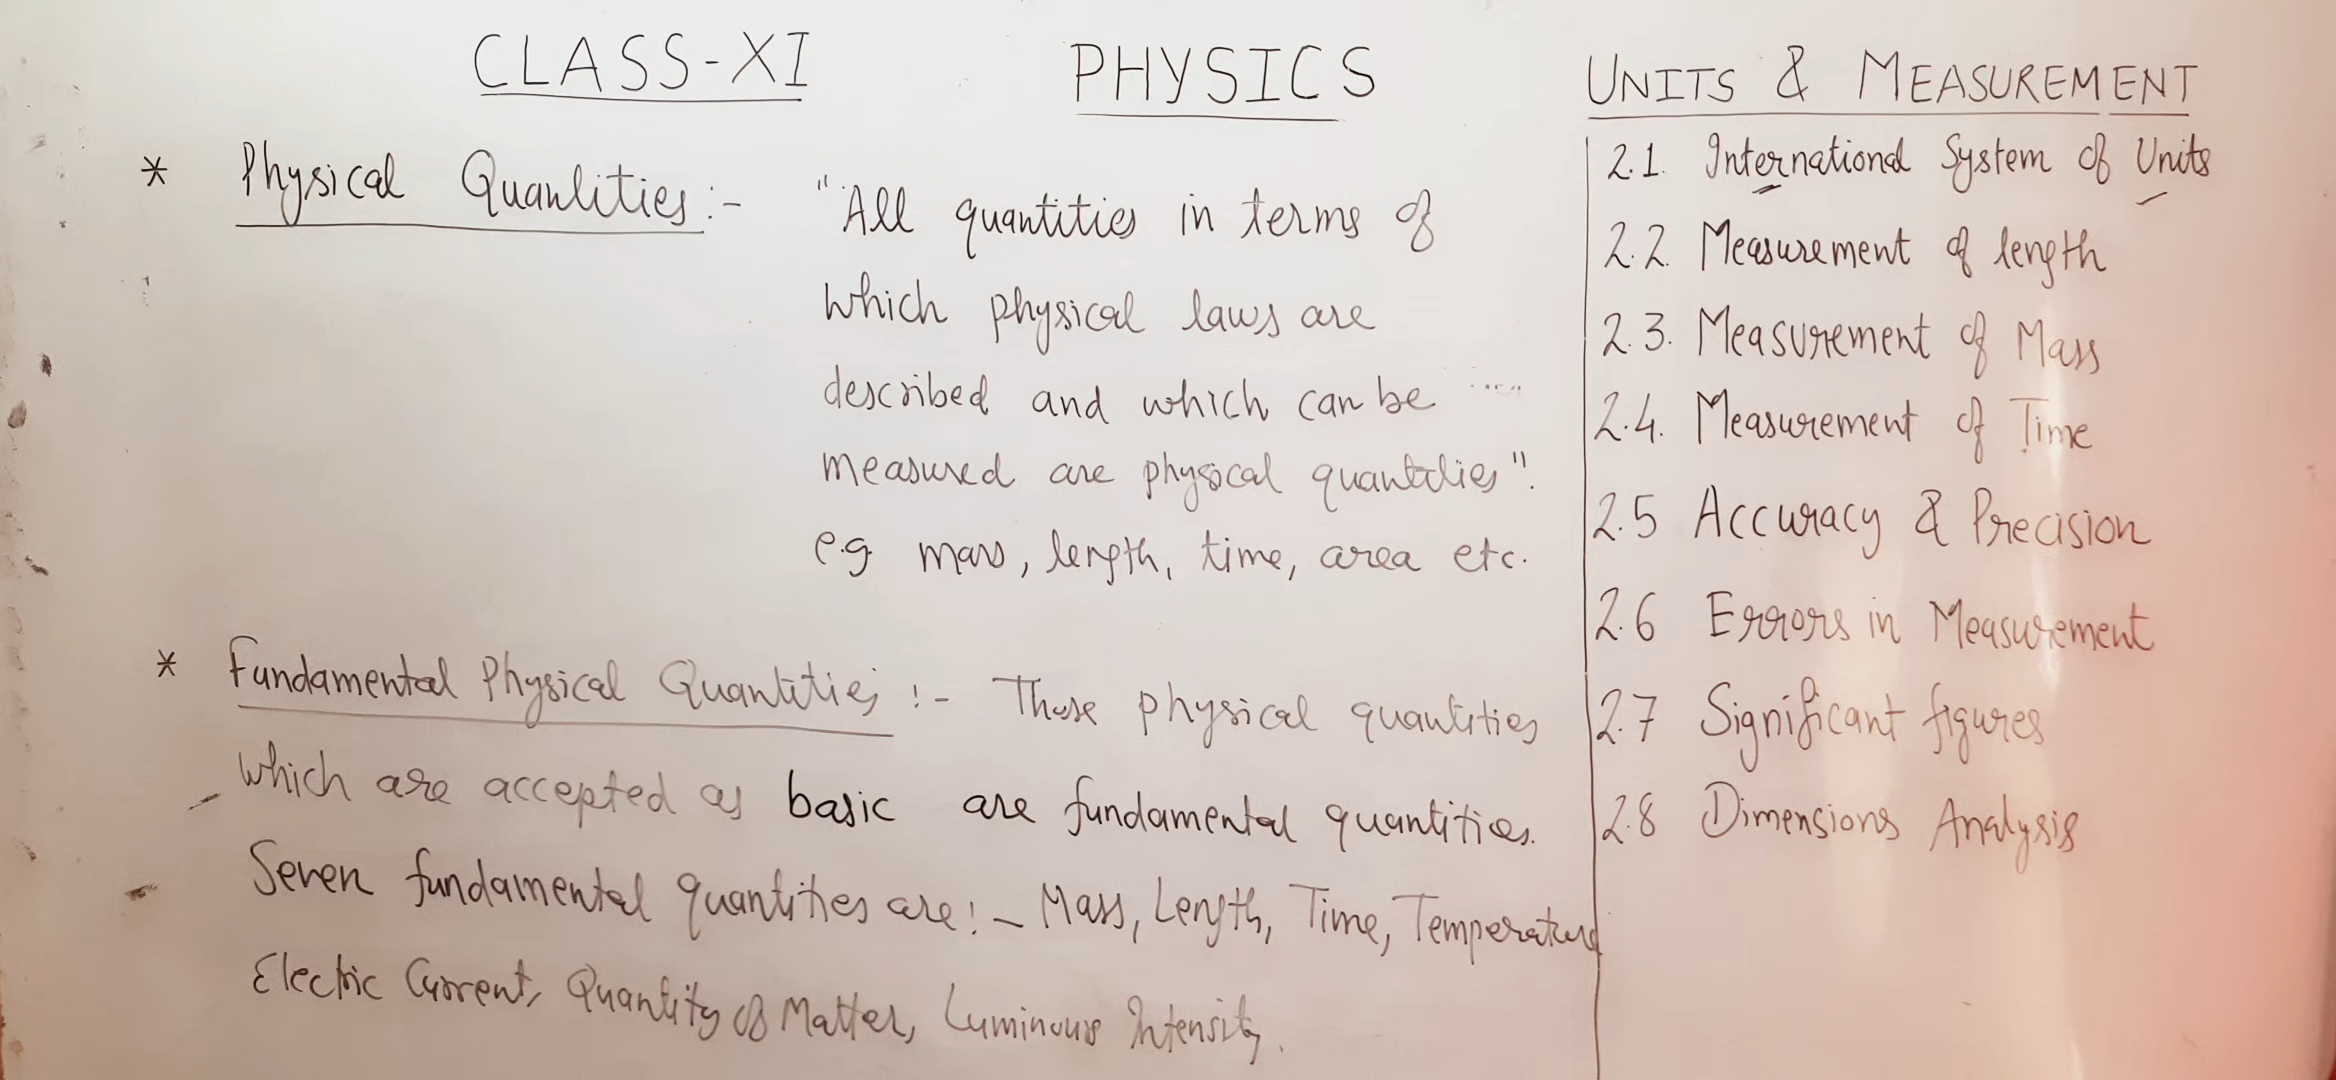 CLASS-XI PHYSICS
* Physical Quantities :- "All quantities in terms of
which physical laws are
described and which can be
measured are physical quantities".
e.g mass, length, time, area etc.
* Fundamental Physical Quantities :- Those physical quantities
which are accepted as basic are fundamental quantities.
Seven fundamental quantities are :- Mass, Length, Time, Temperature
Electric Current, Quantity of Matter, Luminous Intensity.
UNITS & MEASUREMENT
2.1. International System of Units
2.2. Measurement of length
2.3. Measurement of Mass
2.4. Measurement of Time
2.5 Accuracy & Precision
2.6 Errors in Measurement
2.7 Significant figures
2.8 Dimensions Analysis